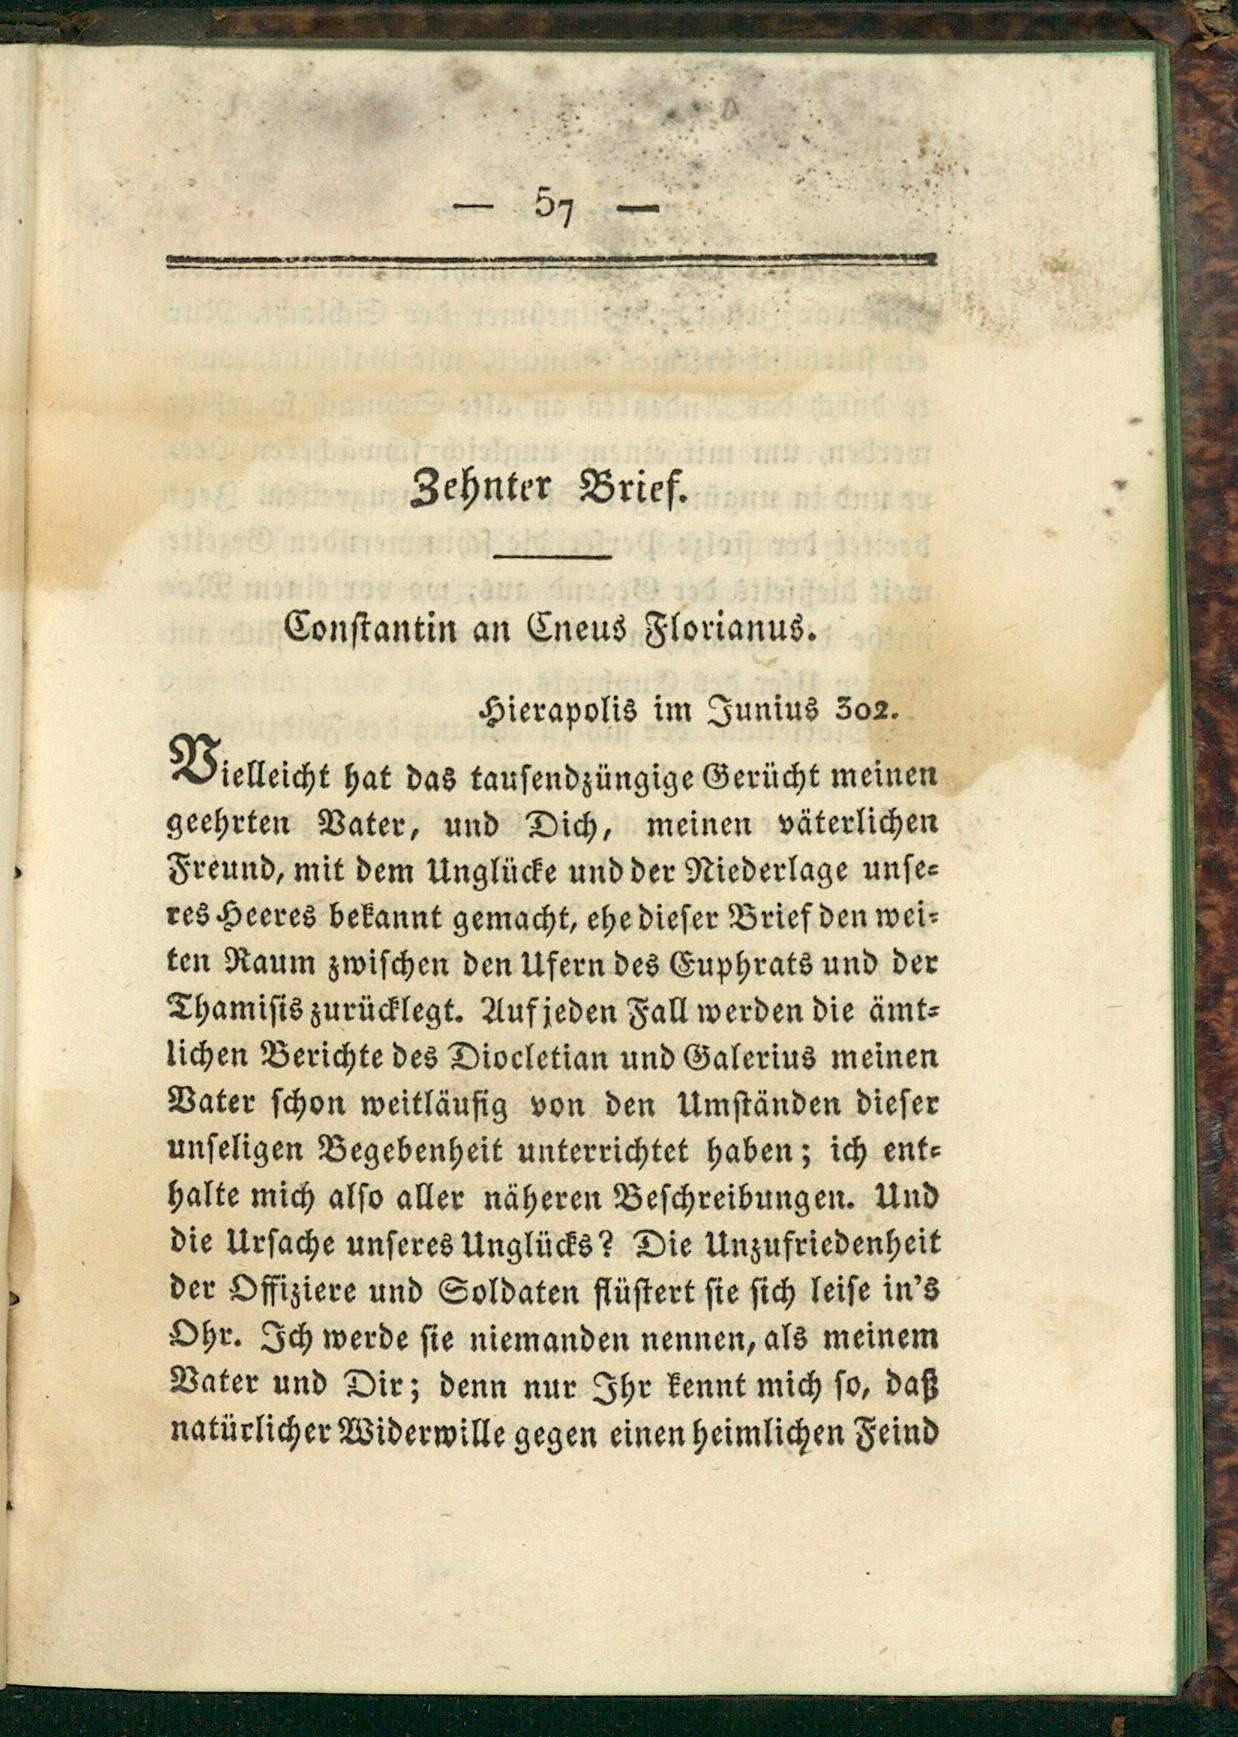 — 57 —
Zehnter Brief.
Constantin an Cneus Florianus.
Hierapolis im Junius 302.
Vielleicht hat das tausendzüngige Gerücht meinen
geehrten Vater, und Dich, meinen väterlichen
Freund, mit dem Unglücke und der Niederlage unse-
res Heeres bekannt gemacht, ehe dieser Brief den wei-
ten Raum zwischen den Ufern des Euphrats und der
Thamisis zurücklegt. Auf jeden Fall werden die ämt-
lichen Berichte des Diocletian und Galerius meinen
Vater schon weitläufig von den Umständen dieser
unseligen Begebenheit unterrichtet haben; ich ent-
halte mich also aller näheren Beschreibungen. Und
die Ursache unseres Unglücks? Die Unzufriedenheit
der Offiziere und Soldaten flüstert sie sich leise in's
Ohr. Ich werde sie niemanden nennen, als meinem
Vater und Dir; denn nur Ihr kennt mich so, daß
natürlicher Widerwille gegen einen heimlichen Feind